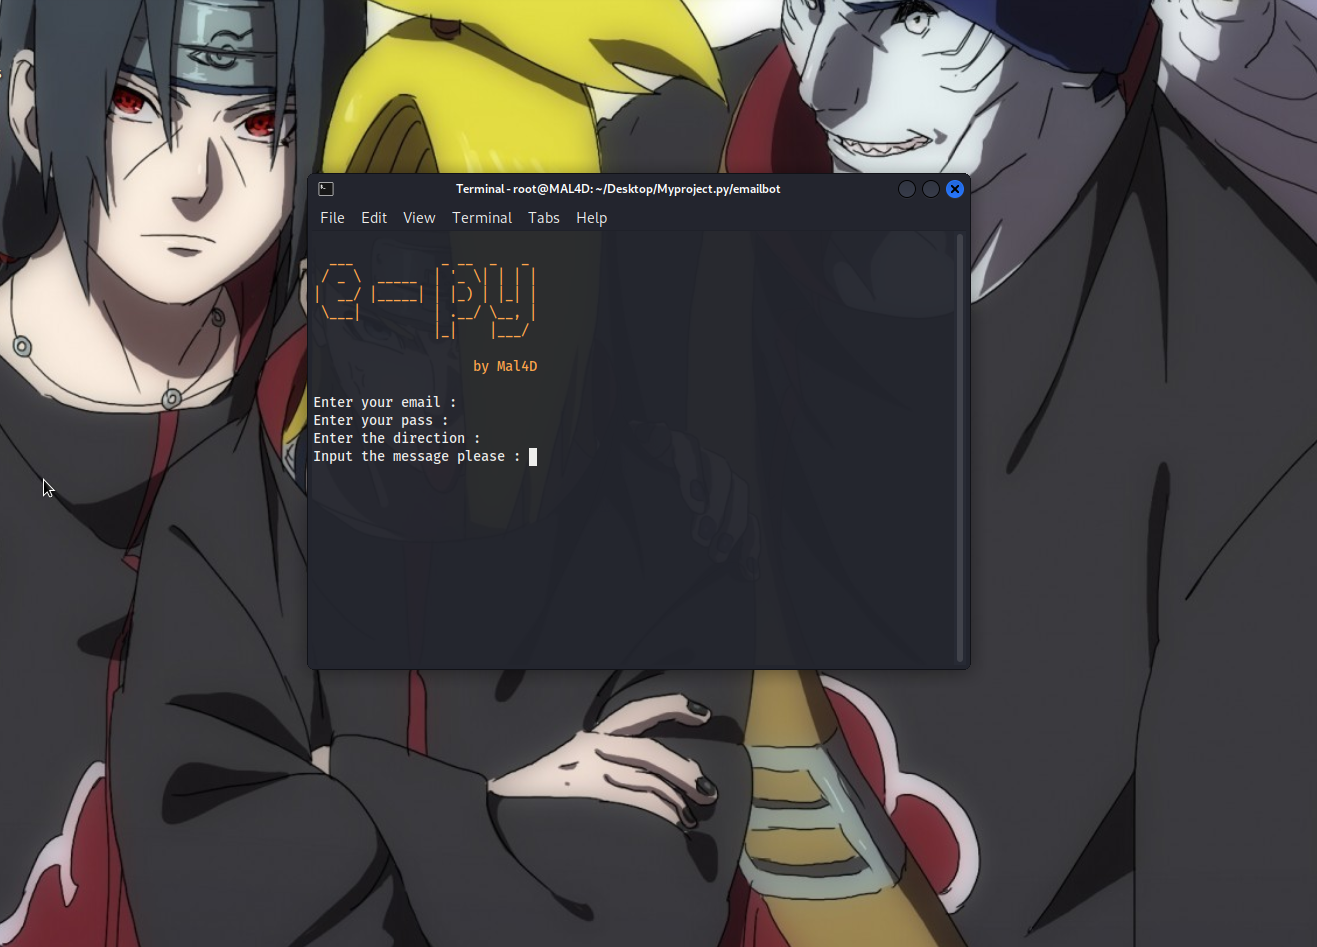 Terminal - root@MAL4D: ~/Desktop/Myproject.py/emailbot
File Edit View Terminal Tabs Help
e-py
by Mal4D
Enter your email :
Enter your pass :
Enter the direction :
Input the message please :